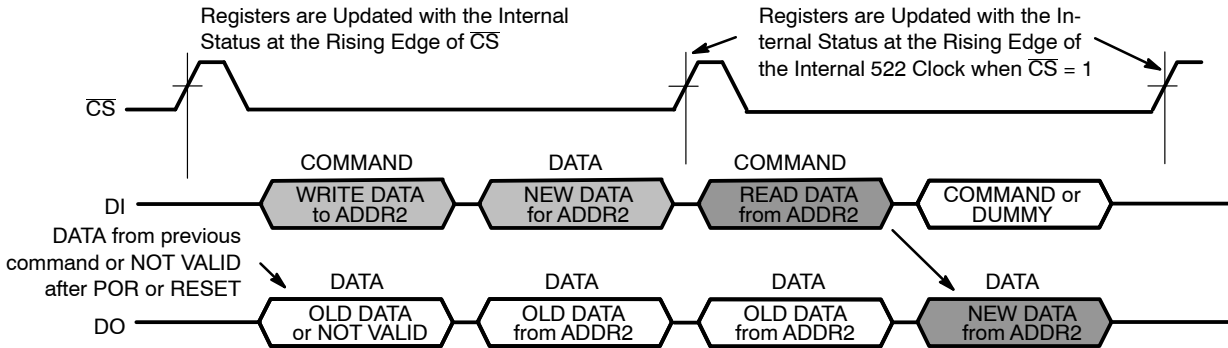 Registers are Updated with the Internal
Status at the Rising Edge of CS
Registers are Updated with the In-
ternal Status at the Rising Edge of
the Internal 522 Clock when CS = 1
CS
COMMAND
DATA
COMMAND
DI
WRITE DATA
to ADDR2
NEW DATA
for ADDR2
READ DATA
from ADDR2
COMMAND or
DUMMY
DATA from previous
command or NOT VALID
after POR or RESET
DATA
DATA
DATA
DATA
DO
OLD DATA
or NOT VALID
OLD DATA
from ADDR2
OLD DATA
from ADDR2
NEW DATA
from ADDR2